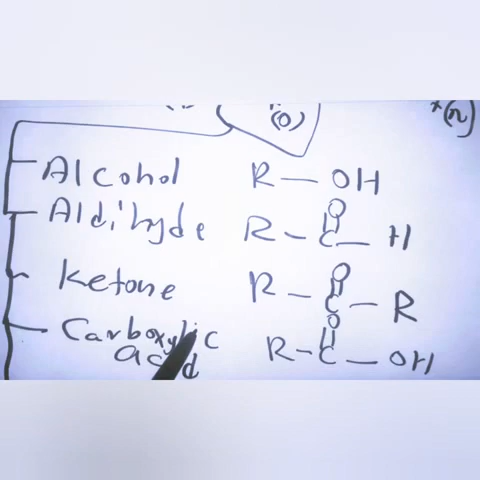 (O)
*(n)
Alcohol R — OH
O
Aldihyde R - C — H
O
Ketone R - C - R
O
Carboxylic R - C — OH
acid